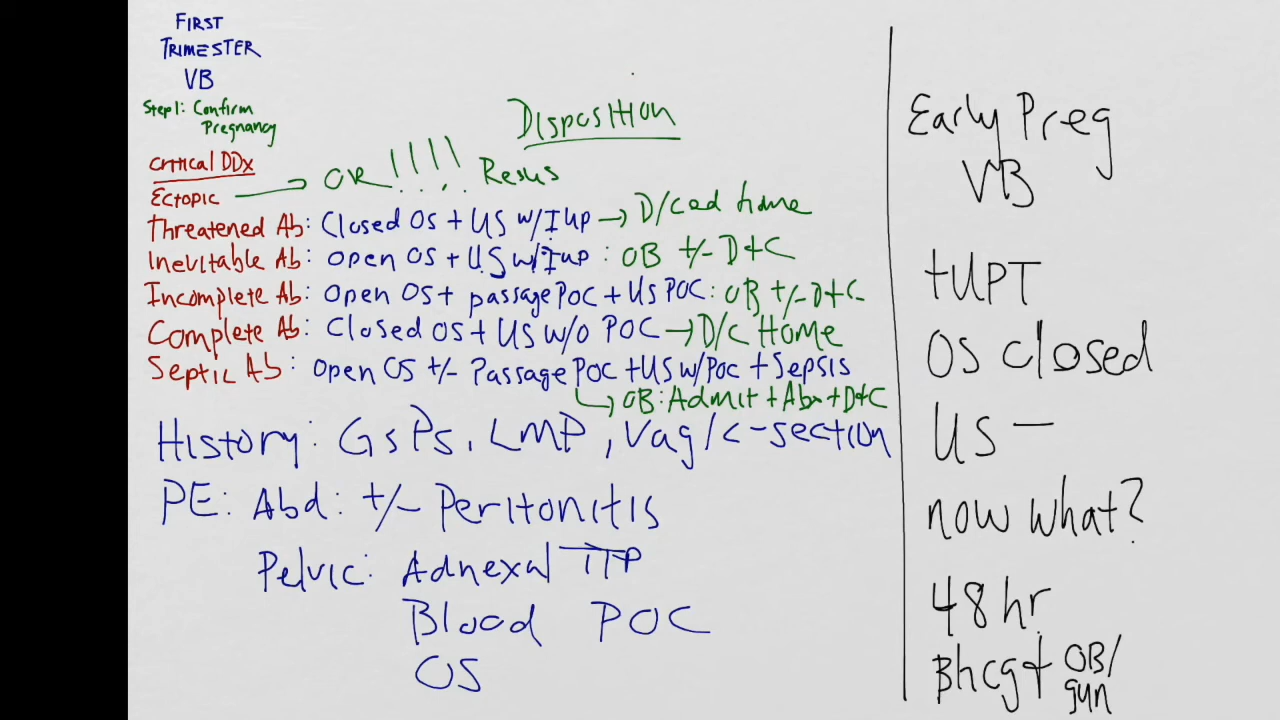 FIRST
TRIMESTER
VB
Step 1: Confirm
Pregnancy
Critical DDx
Disposition
Ectopic → OR !!!! Resus
Threatened Ab: Closed Os + US w/ IUP → D/c ed home
Inevitable Ab: Open Os + US w/ IUP : OB +/- D+C
Incomplete Ab: Open Os + passage POC + US POC: OB +/- D+C
Complete Ab: Closed Os + US w/o POC → D/C Home
Septic Ab: Open Os +/- Passage POC + US w/ POC + Sepsis
↳ OB: Admit + Abx + D+C
History: GsPs, LMP, Vag/C-section
PE: Abd: +/- Peritonitis
Pelvic: Adnexal TTP
Blood POC
OS
Early Preg
VB
+UPT
OS closed
US −
now what?
48 hr
Bhcg + OB/
gyn